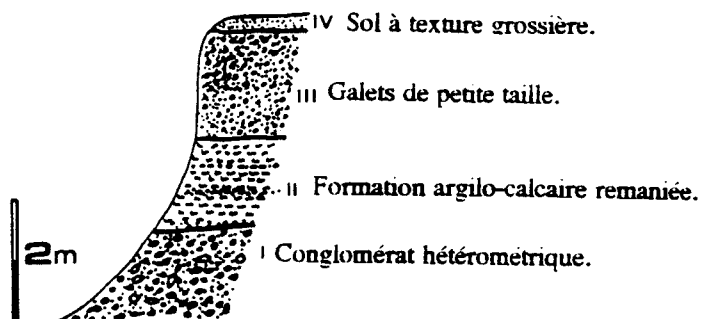 IV Sol à texture grossière.
III Galets de petite taille.
II Formation argilo-calcaire remaniée.
2m
I Conglomérat hétérométrique.